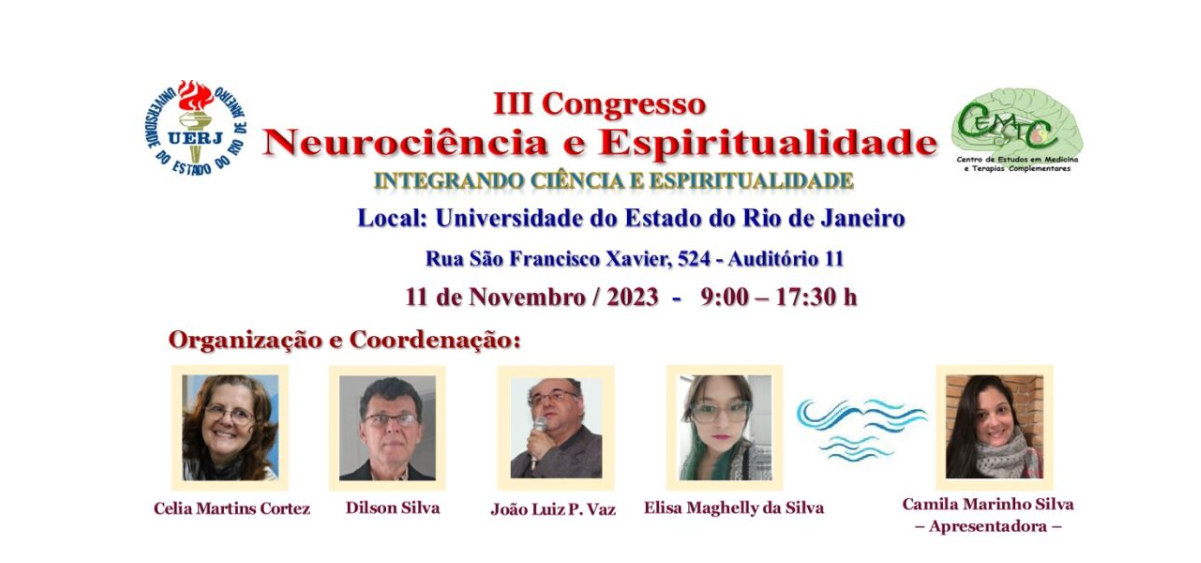 UNIVERSIDADE DO ESTADO DO RIO DE JANEIRO
UERJ
III Congresso
Neurociência e Espiritualidade
INTEGRANDO CIÊNCIA E ESPIRITUALIDADE
CEMTC
Centro de Estudos em Medicina
e Terapias Complementares
Local: Universidade do Estado do Rio de Janeiro
Rua São Francisco Xavier, 524 - Auditório 11
11 de Novembro / 2023 - 9:00 – 17:30 h
Organização e Coordenação:
Celia Martins Cortez
Dilson Silva
João Luiz P. Vaz
Elisa Maghelly da Silva
Camila Marinho Silva
– Apresentadora –